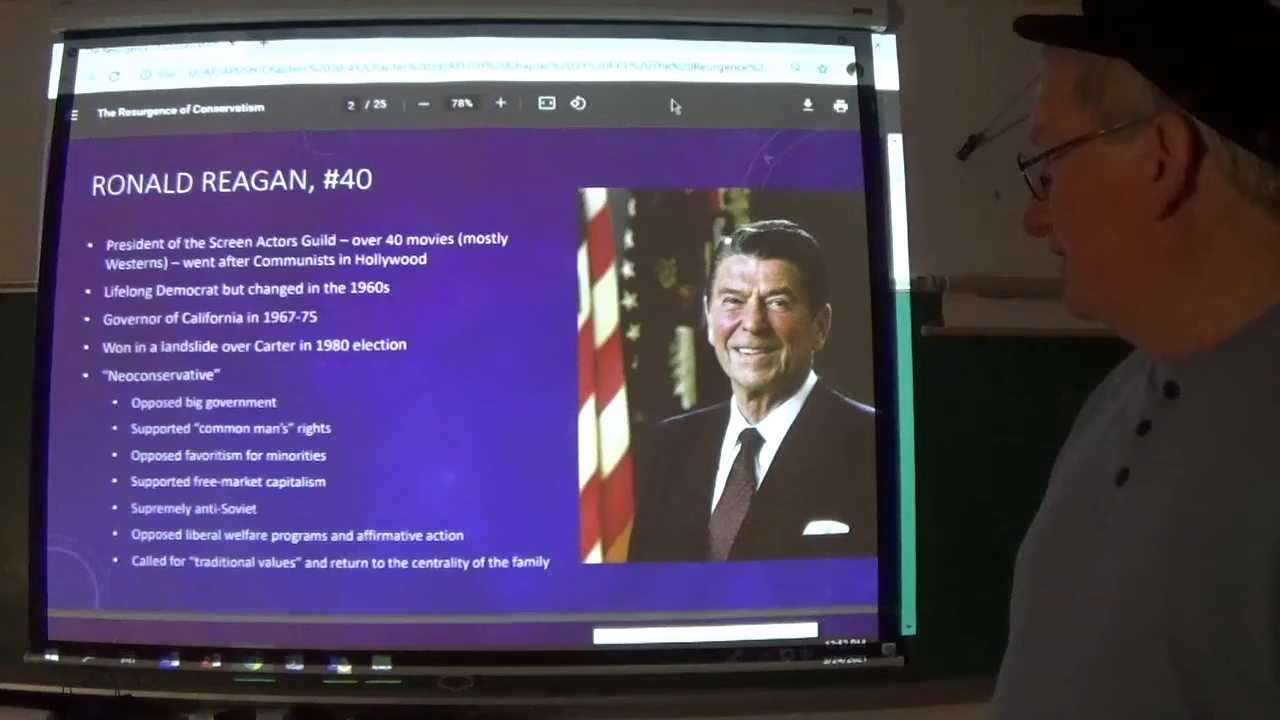 The Resurgence of Conservatism
2 / 25
78%
RONALD REAGAN, #40
• President of the Screen Actors Guild – over 40 movies (mostly
Westerns) – went after Communists in Hollywood
• Lifelong Democrat but changed in the 1960s
• Governor of California in 1967-75
• Won in a landslide over Carter in 1980 election
• "Neoconservative"
• Opposed big government
• Supported "common man's" rights
• Opposed favoritism for minorities
• Supported free-market capitalism
• Supremely anti-Soviet
• Opposed liberal welfare programs and affirmative action
• Called for "traditional values" and return to the centrality of the family